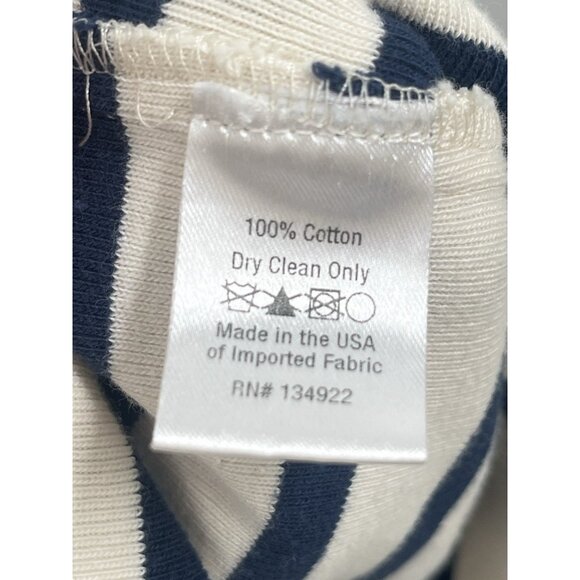 100% Cotton
Dry Clean Only
Made in the USA
of Imported Fabric
RN# 134922